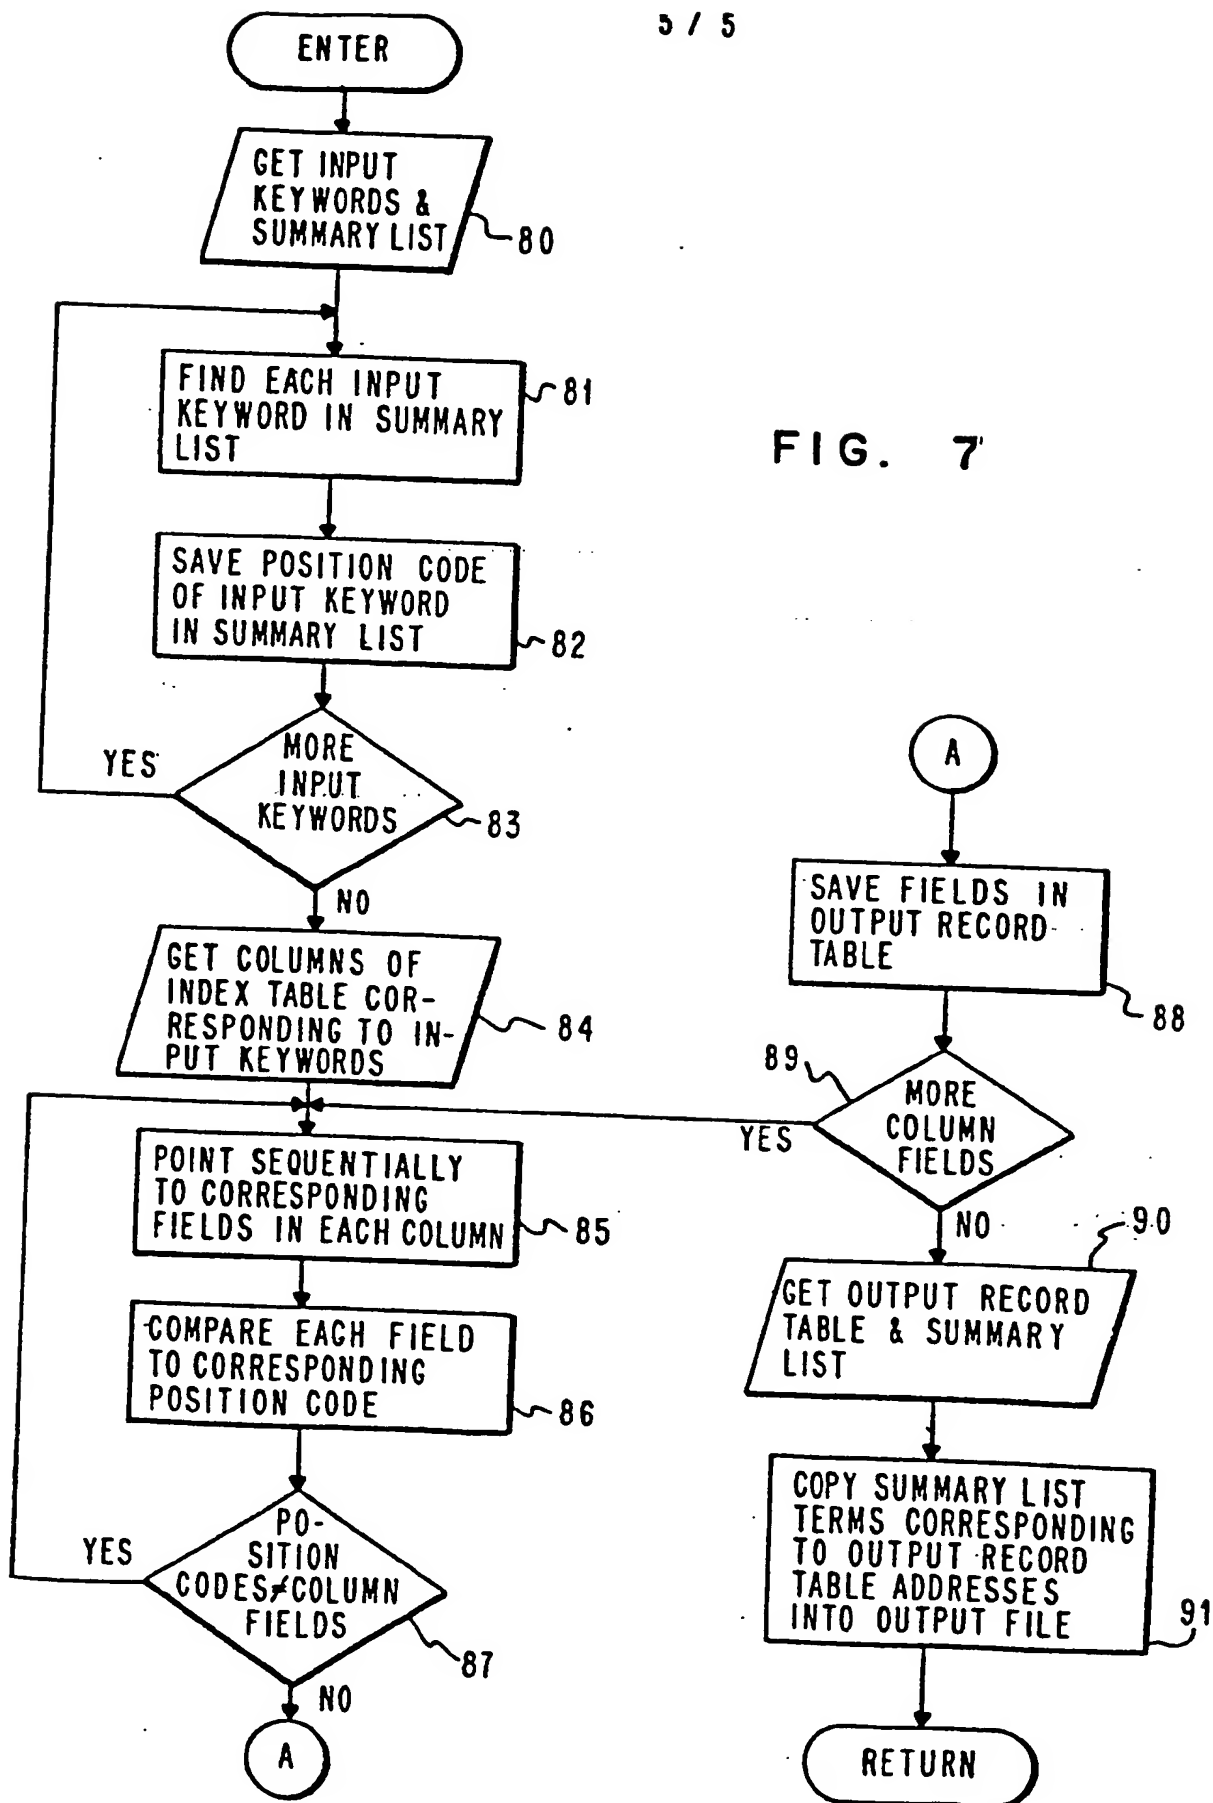 5 / 5
ENTER
GET INPUT
KEYWORDS &
SUMMARY LIST
80
FIND EACH INPUT
KEYWORD IN SUMMARY
LIST
81
FIG. 7
SAVE POSITION CODE
OF INPUT KEYWORD
IN SUMMARY LIST
82
YES
MORE
INPUT
KEYWORDS
83
NO
GET COLUMNS OF
INDEX TABLE COR-
RESPONDING TO IN-
PUT KEYWORDS
84
POINT SEQUENTIALLY
TO CORRESPONDING
FIELDS IN EACH COLUMN
85
COMPARE EACH FIELD
TO CORRESPONDING
POSITION CODE
86
YES
PO-
SITION
CODES≠COLUMN
FIELDS
87
NO
A
A
SAVE FIELDS IN
OUTPUT RECORD
TABLE
88
89
MORE
COLUMN
FIELDS
YES
NO
90
GET OUTPUT RECORD
TABLE & SUMMARY
LIST
COPY SUMMARY LIST
TERMS CORRESPONDING
TO OUTPUT RECORD
TABLE ADDRESSES
INTO OUTPUT FILE
91
RETURN